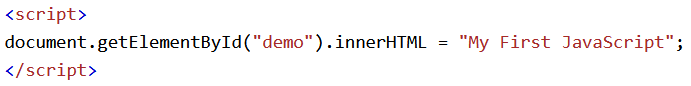 <script>
document.getElementById("demo").innerHTML = "My First JavaScript";
</script>